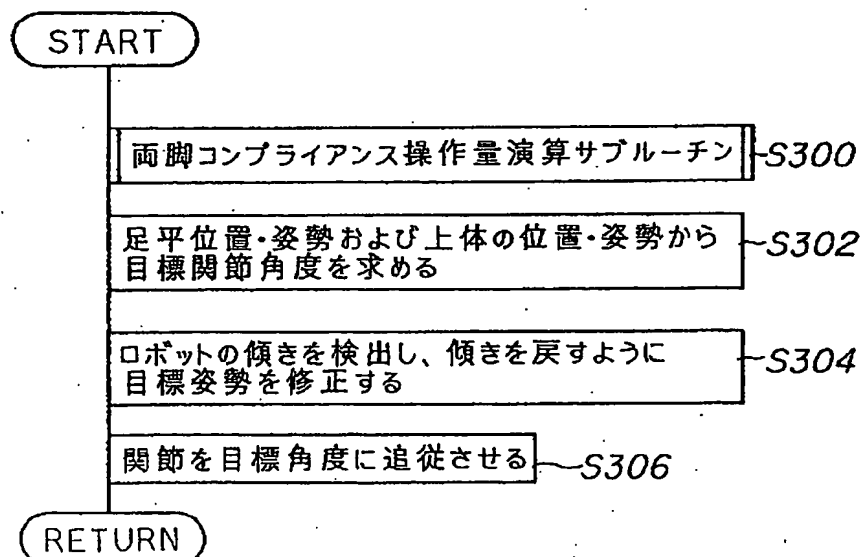 START
両脚コンプライアンス操作量演算サブルーチン S300
足平位置・姿勢および上体の位置・姿勢から S302
目標関節角度を求める
ロボットの傾きを検出し、傾きを戻すように S304
目標姿勢を修正する
関節を目標角度に追従させる S306
RETURN